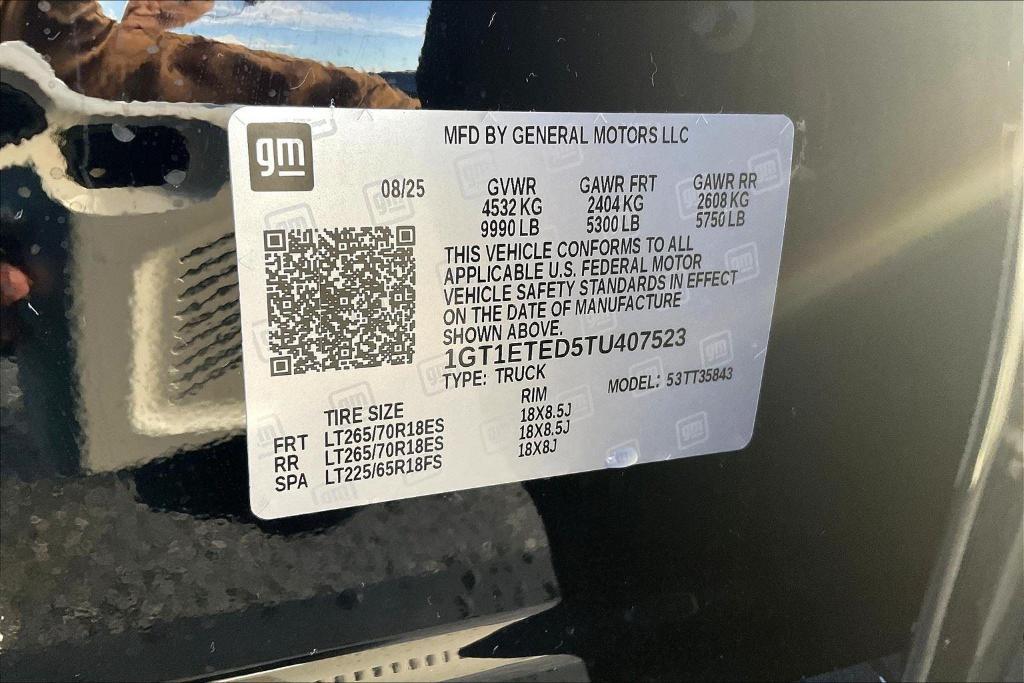 gm
MFD BY GENERAL MOTORS LLC
08/25
GVWR GAWR FRT GAWR RR
4532 KG 2404 KG 2608 KG
9990 LB 5300 LB 5750 LB
THIS VEHICLE CONFORMS TO ALL
APPLICABLE U.S. FEDERAL MOTOR
VEHICLE SAFETY STANDARDS IN EFFECT
ON THE DATE OF MANUFACTURE
SHOWN ABOVE.
1GT1ETED5TU407523
TYPE: TRUCK MODEL: 53TT35843
TIRE SIZE RIM
FRT LT265/70R18ES 18X8.5J
RR LT265/70R18ES 18X8.5J
SPA LT225/65R18FS 18X8J